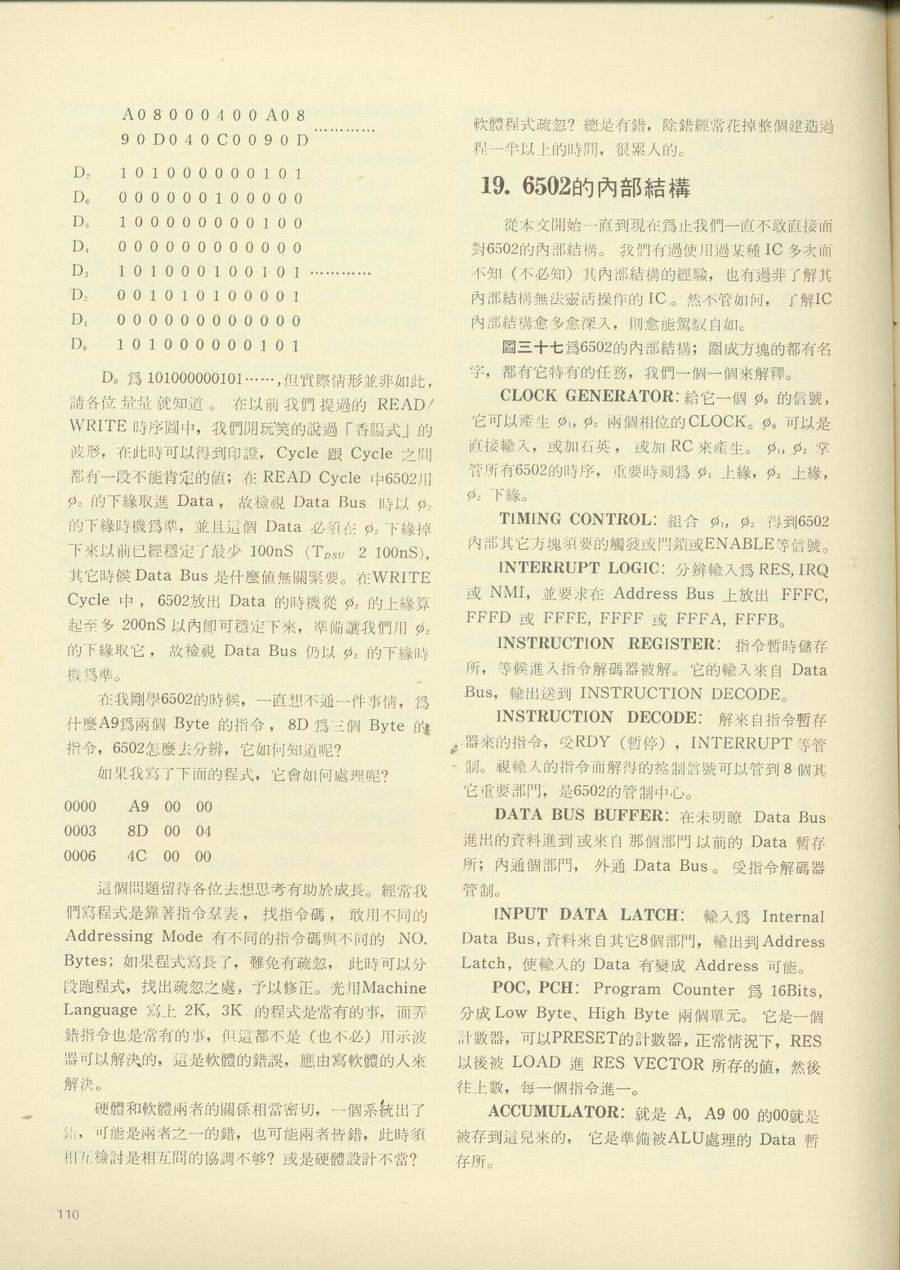 A 0 8 0 0 0 4 0 0 A 0 8
9 0 D 0 4 0 C 0 0 9 0 D …………
D₇ 1 0 1 0 0 0 0 0 0 1 0 1
D₆ 0 0 0 0 0 0 1 0 0 0 0 0
D₅ 1 0 0 0 0 0 0 0 0 1 0 0
D₄ 0 0 0 0 0 0 0 0 0 0 0 0
D₃ 1 0 1 0 0 0 1 0 0 1 0 1 …………
D₂ 0 0 1 0 1 0 1 0 0 0 0 1
D₁ 0 0 0 0 0 0 0 0 0 0 0 0
D₀ 1 0 1 0 0 0 0 0 0 1 0 1
D₀ 爲 101000000101……,但實際情形並非如此,
請各位量量就知道。在以前我們提過的 READ/
WRITE 時序圖中,我們開玩笑的說過「香腸式」的
波形,在此時可以得到印證,Cycle 跟 Cycle 之間
都有一段不能肯定的值;在 READ Cycle 中6502用
φ₂ 的下緣取進 Data,故檢視 Data Bus 時以 φ₂
的下緣時機爲準,並且這個 Data 必須在 φ₂ 下緣掉
下來以前已經穩定了最少 100nS (T_DSU 2 100nS),
其它時候 Data Bus 是什麼值無關緊要。在WRITE
Cycle 中,6502放出 Data 的時機從 φ₂ 的上緣算
起至多 200nS 以內卽可穩定下來,準備讓我們用 φ₂
的下緣取它,故檢視 Data Bus 仍以 φ₂ 的下緣時
機爲準。
在我剛學6502的時候,一直想不通一件事情,爲
什麼A9爲兩個 Byte 的指令,8D 爲三個 Byte 的
指令,6502怎麼去分辨,它如何知道呢?
如果我寫了下面的程式,它會如何處理呢?
0000 A9 00 00
0003 8D 00 04
0006 4C 00 00
這個問題留待各位去想思考有助於成長。經常我
們寫程式是靠著指令羣表,找指令碼,敢用不同的
Addressing Mode 有不同的指令碼與不同的 NO.
Bytes;如果程式寫長了,難免有疏忽,此時可以分
段跑程式,找出疏忽之處,予以修正。光用Machine
Language 寫上 2K, 3K 的程式是常有的事,而弄
錯指令也是常有的事,但這都不是(也不必)用示波
器可以解決的,這是軟體的錯誤,應由寫軟體的人來
解決。
硬體和軟體兩者的關係相當密切,一個系統出了
錯,可能是兩者之一的錯,也可能兩者皆錯,此時須
相互檢討是相互間的協調不够?或是硬體設計不當?
110
軟體程式疏忽?總是有錯,除錯經常花掉整個建造過
程一半以上的時間,很累人的。
19. 6502的內部結構
從本文開始一直到現在爲止我們一直不敢直接面
對6502的內部結構。我們有過使用過某種 IC 多次而
不知(不必知)其內部結構的經驗,也有過非了解其
內部結構無法靈活操作的 IC。然不管如何,了解IC
內部結構愈多愈深入,則愈能駕馭自如。
圖三十七爲6502的內部結構;圍成方塊的都有名
字,都有它特有的任務,我們一個一個來解釋。
CLOCK GENERATOR:給它一個 φ₀ 的信號,
它可以產生 φ₁, φ₂ 兩個相位的CLOCK。φ₀ 可以是
直接輸入,或加石英,或加 RC 來產生。φ₁, φ₂ 掌
管所有6502的時序,重要時刻爲 φ₁ 上緣,φ₂ 上緣,
φ₂ 下緣。
TIMING CONTROL:組合 φ₁, φ₂ 得到6502
內部其它方塊須要的觸發或門鎖或ENABLE等信號。
INTERRUPT LOGIC:分辨輸入爲 RES, IRQ
或 NMI,並要求在 Address Bus 上放出 FFFC,
FFFD 或 FFFE, FFFF 或 FFFA, FFFB。
INSTRUCTION REGISTER:指令暫時儲存
所,等候進入指令解碼器被解。它的輸入來自 Data
Bus,輸出送到 INSTRUCTION DECODE。
INSTRUCTION DECODE:解來自指令暫存
器來的指令,受RDY(暫停),INTERRUPT 等管
制。視輸入的指令而解得的控制信號可以管到 8 個其
它重要部門,是6502的管制中心。
DATA BUS BUFFER:在未明瞭 Data Bus
進出的資料進到或來自那個部門以前的 Data 暫存
所;內通個部門,外通 Data Bus。受指令解碼器
管制。
INPUT DATA LATCH:輸入爲 Internal
Data Bus,資料來自其它8個部門,輸出到 Address
Latch,使輸入的 Data 有變成 Address 可能。
POC, PCH:Program Counter 爲 16Bits,
分成 Low Byte、High Byte 兩個單元。它是一個
計數器,可以PRESET的計數器,正常情況下,RES
以後被 LOAD 進 RES VECTOR 所存的值,然後
往上數,每一個指令進一。
ACCUMULATOR:就是 A, A9 00 的00就是
被存到這兒來的,它是準備被ALU處理的 Data 暫
存所。